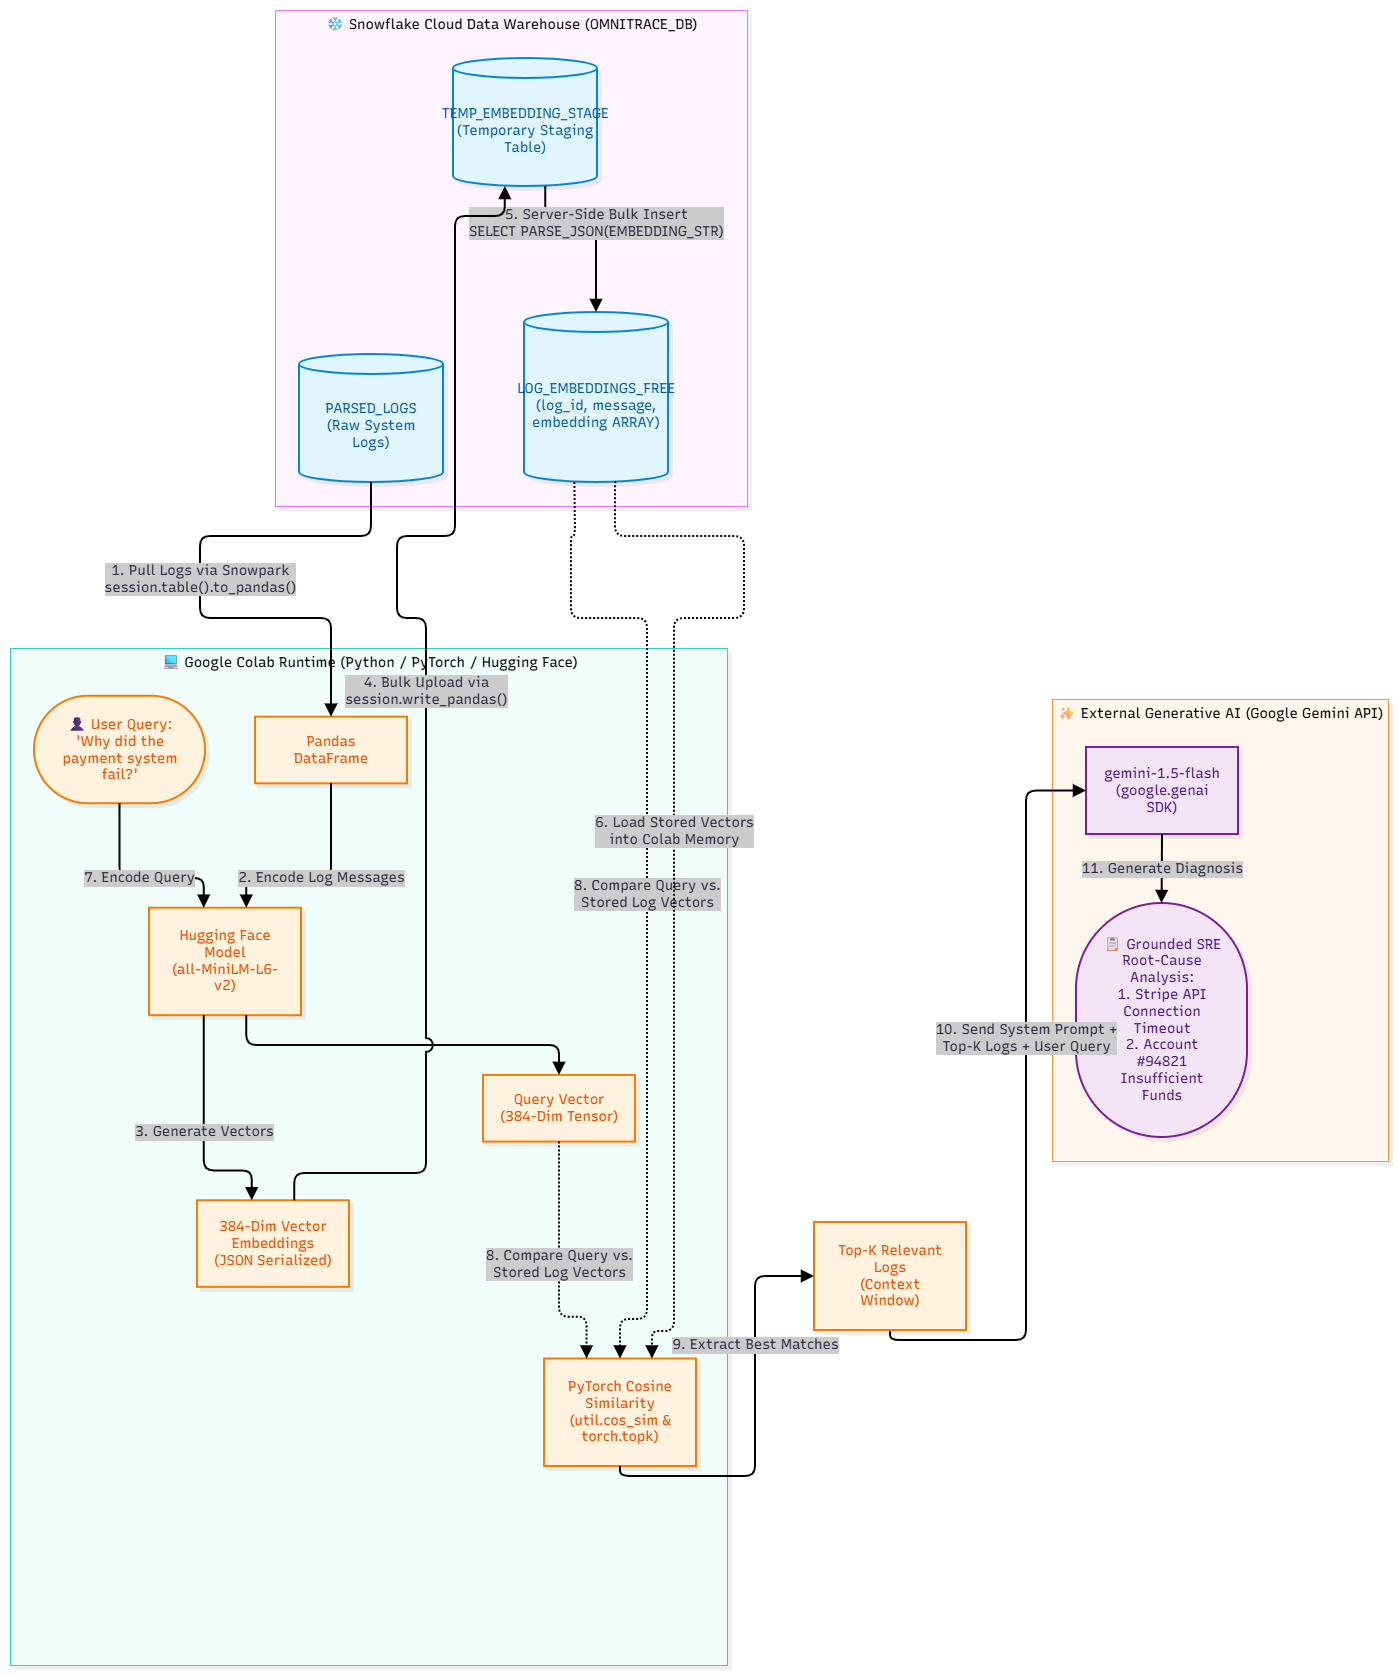 ❄️ Snowflake Cloud Data Warehouse (OMNITRACE_DB)
TEMP_EMBEDDING_STAGE
(Temporary Staging
Table)
5. Server-Side Bulk Insert
SELECT PARSE_JSON(EMBEDDING_STR)
LOG_EMBEDDINGS_FREE
(log_id, message,
embedding ARRAY)
PARSED_LOGS
(Raw System
Logs)
1. Pull Logs via Snowpark
session.table().to_pandas()
💻 Google Colab Runtime (Python / PyTorch / Hugging Face)
4. Bulk Upload via
session.write_pandas()
👤 User Query:
'Why did the
payment system
fail?'
Pandas
DataFrame
7. Encode Query
2. Encode Log Messages
6. Load Stored Vectors
into Colab Memory
8. Compare Query vs.
Stored Log Vectors
Hugging Face
Model
(all-MiniLM-L6-
v2)
Query Vector
(384-Dim Tensor)
3. Generate Vectors
384-Dim Vector
Embeddings
(JSON Serialized)
8. Compare Query vs.
Stored Log Vectors
PyTorch Cosine
Similarity
(util.cos_sim &
torch.topk)
9. Extract Best Matches
Top-K Relevant
Logs
(Context
Window)
✨ External Generative AI (Google Gemini API)
gemini-1.5-flash
(google.genai
SDK)
11. Generate Diagnosis
10. Send System Prompt +
Top-K Logs + User Query
📋 Grounded SRE
Root-Cause
Analysis:
1. Stripe API
Connection
Timeout
2. Account
#94821
Insufficient
Funds